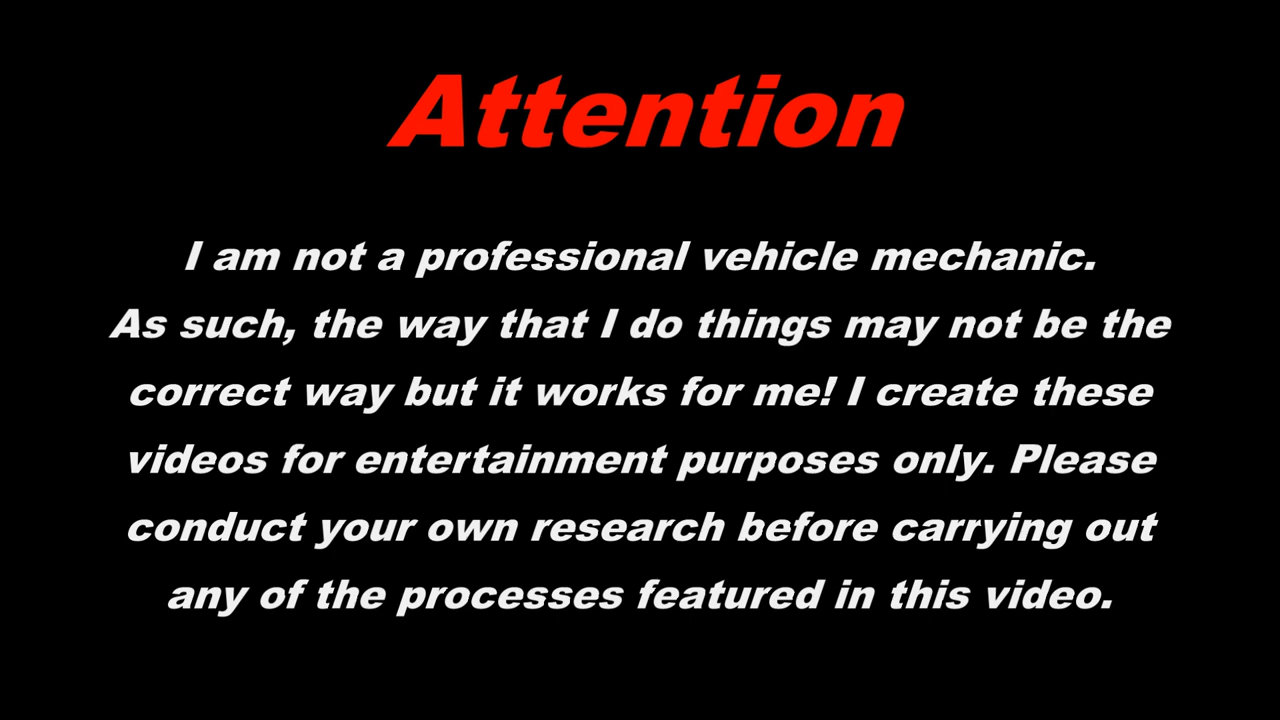 Attention
I am not a professional vehicle mechanic.
As such, the way that I do things may not be the
correct way but it works for me! I create these
videos for entertainment purposes only. Please
conduct your own research before carrying out
any of the processes featured in this video.